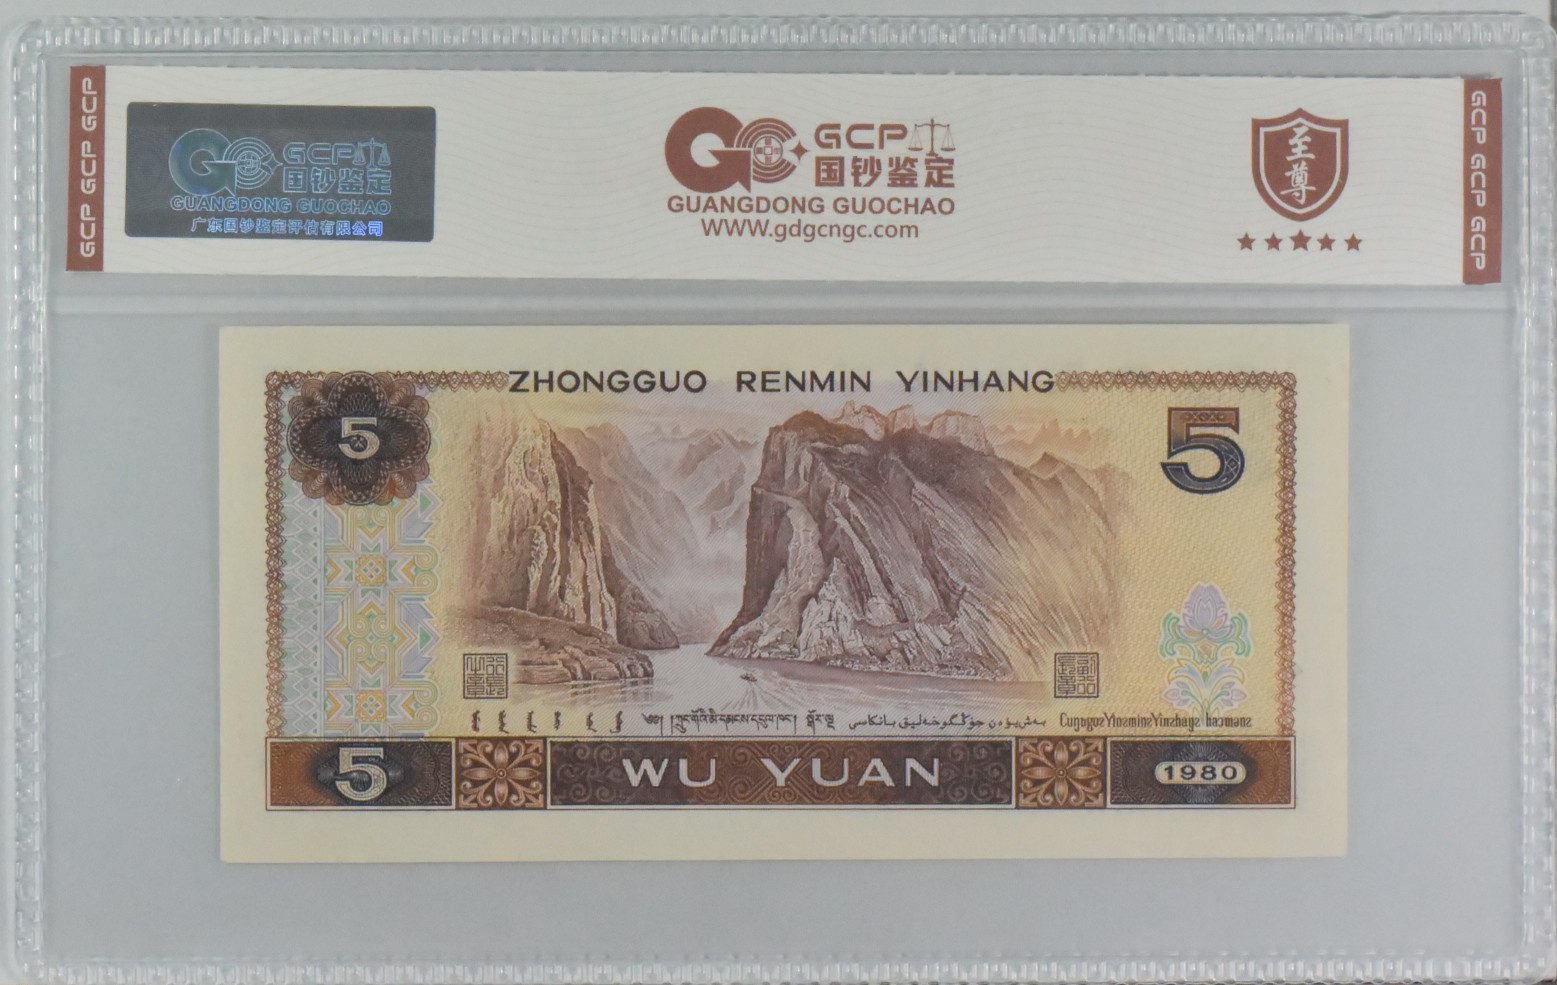 GCP GCP GCP
GCP
国钞鉴定
GUANGDONG GUOCHAO
广东国钞鉴定评估有限公司
GCP
国钞鉴定
GUANGDONG GUOCHAO
WWW.gdgcngc.com
至尊
GCP GCP GCP
ZHONGGUO RENMIN YINHANG
5
5
5
WU YUAN
1980